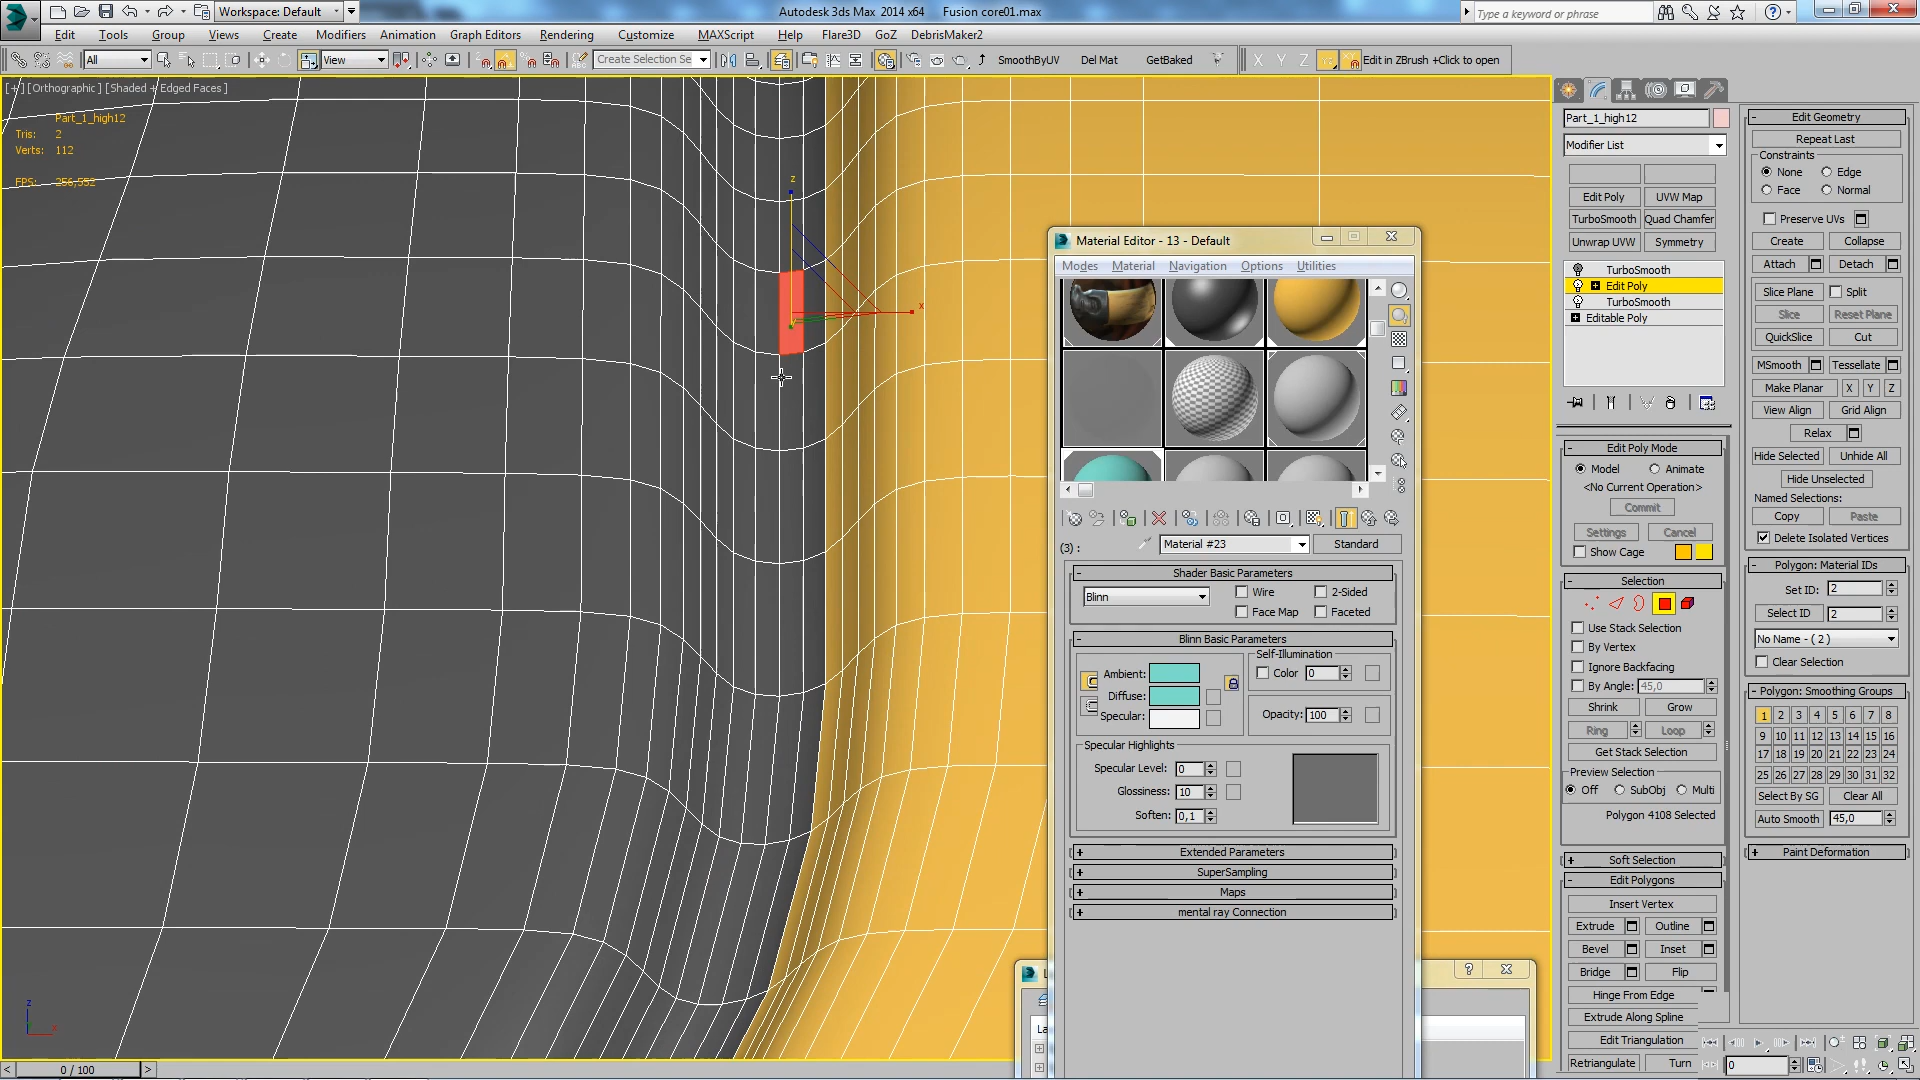 Workspace: Default
Autodesk 3ds Max 2014 x64 Fusion core01.max
Type a keyword or phrase
Edit Tools Group Views Create Modifiers Animation Graph Editors Rendering Customize MAXScript Help Flare3D GoZ DebrisMaker2
All View Create Selection Se SmoothByUV Del Mat GetBaked X Y Z Edit in ZBrush +Click to open
[ + ] [Orthographic ] [Shaded + Edged Faces ]
Part_1_high12
Tris: 2
Verts: 112
FPS: 256,552
z
x
Material Editor - 13 - Default
Modes Material Navigation Options Utilities
(3) : Material #23 Standard
Shader Basic Parameters
Blinn Wire 2-Sided
Face Map Faceted
Blinn Basic Parameters
Self-Illumination
Ambient: Color 0
Diffuse:
Specular: Opacity: 100
Specular Highlights
Specular Level: 0
Glossiness: 10
Soften: 0,1
Extended Parameters
SuperSampling
Maps
mental ray Connection
Part_1_high12
Modifier List
Edit Poly UVW Map
TurboSmooth Quad Chamfer
Unwrap UVW Symmetry
TurboSmooth
Edit Poly
TurboSmooth
Editable Poly
Edit Poly Mode
Model Animate
<No Current Operation>
Commit
Settings Cancel
Show Cage
Selection
Use Stack Selection
By Vertex
Ignore Backfacing
By Angle: 45,0
Shrink Grow
Ring Loop
Get Stack Selection
Preview Selection
Off SubObj Multi
Polygon 4108 Selected
Soft Selection
Edit Polygons
Insert Vertex
Extrude Outline
Bevel Inset
Bridge Flip
Hinge From Edge
Extrude Along Spline
Edit Triangulation
Retriangulate Turn
Edit Geometry
Repeat Last
Constraints
None Edge
Face Normal
Preserve UVs
Create Collapse
Attach Detach
Slice Plane Split
Slice Reset Plane
QuickSlice Cut
MSmooth Tessellate
Make Planar X Y Z
View Align Grid Align
Relax
Hide Selected Unhide All
Hide Unselected
Named Selections:
Copy Paste
Delete Isolated Vertices
Polygon: Material IDs
Set ID: 2
Select ID 2
No Name - ( 2 )
Clear Selection
Polygon: Smoothing Groups
1 2 3 4 5 6 7 8
9 10 11 12 13 14 15 16
17 18 19 20 21 22 23 24
25 26 27 28 29 30 31 32
Select By SG Clear All
Auto Smooth 45,0
Paint Deformation
z
x
< 0 / 100 >
0